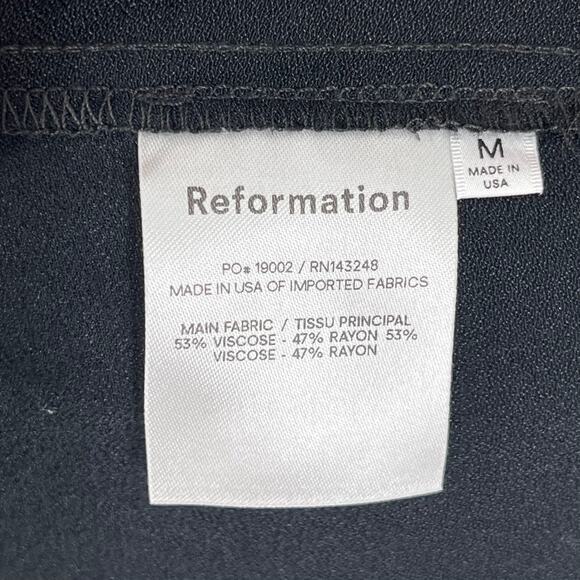 M
MADE IN
USA
Reformation
PO# 19002 / RN143248
MADE IN USA OF IMPORTED FABRICS
MAIN FABRIC / TISSU PRINCIPAL
53% VISCOSE - 47% RAYON 53%
VISCOSE - 47% RAYON